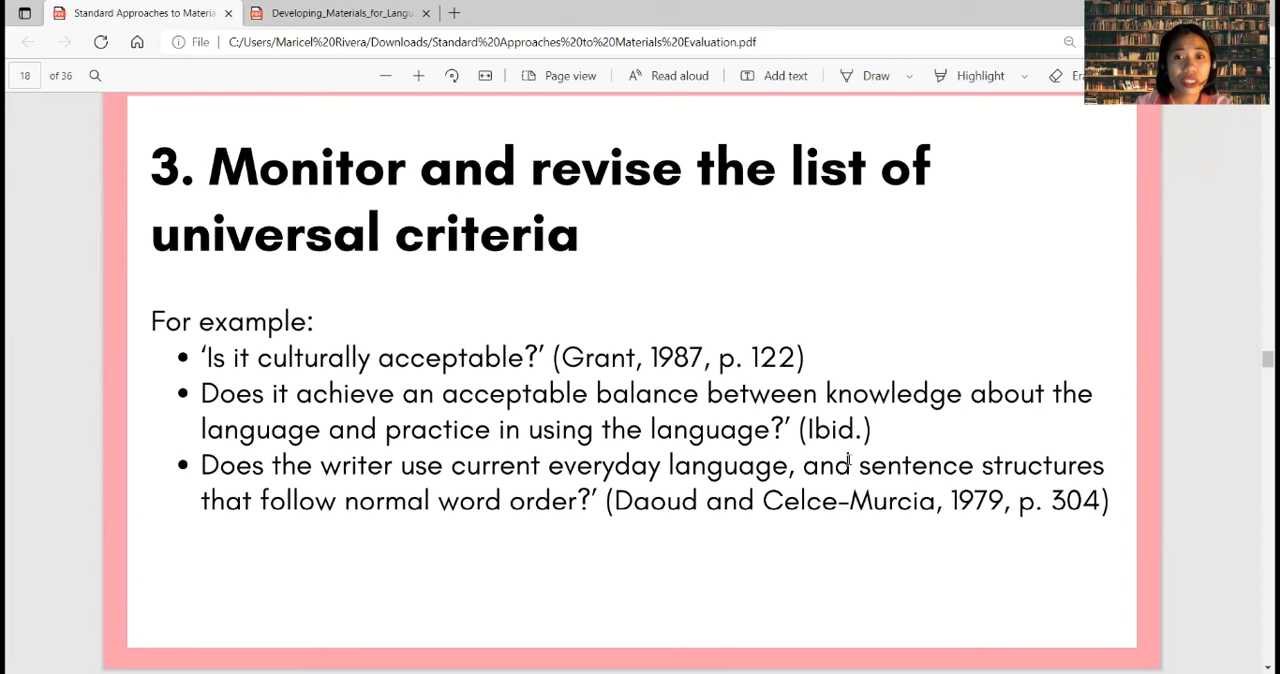 Standard Approaches to Materia
Developing_Materials_for_Langu
File
C:/Users/Maricel%20Rivera/Downloads/Standard%20Approaches%20to%20Materials%20Evaluation.pdf
18 of 36
Page view
Read aloud
Add text
Draw
Highlight
Era
3. Monitor and revise the list of
universal criteria
For example:
• ‘Is it culturally acceptable?’ (Grant, 1987, p. 122)
• Does it achieve an acceptable balance between knowledge about the
language and practice in using the language?’ (Ibid.)
• Does the writer use current everyday language, and sentence structures
that follow normal word order?’ (Daoud and Celce-Murcia, 1979, p. 304)